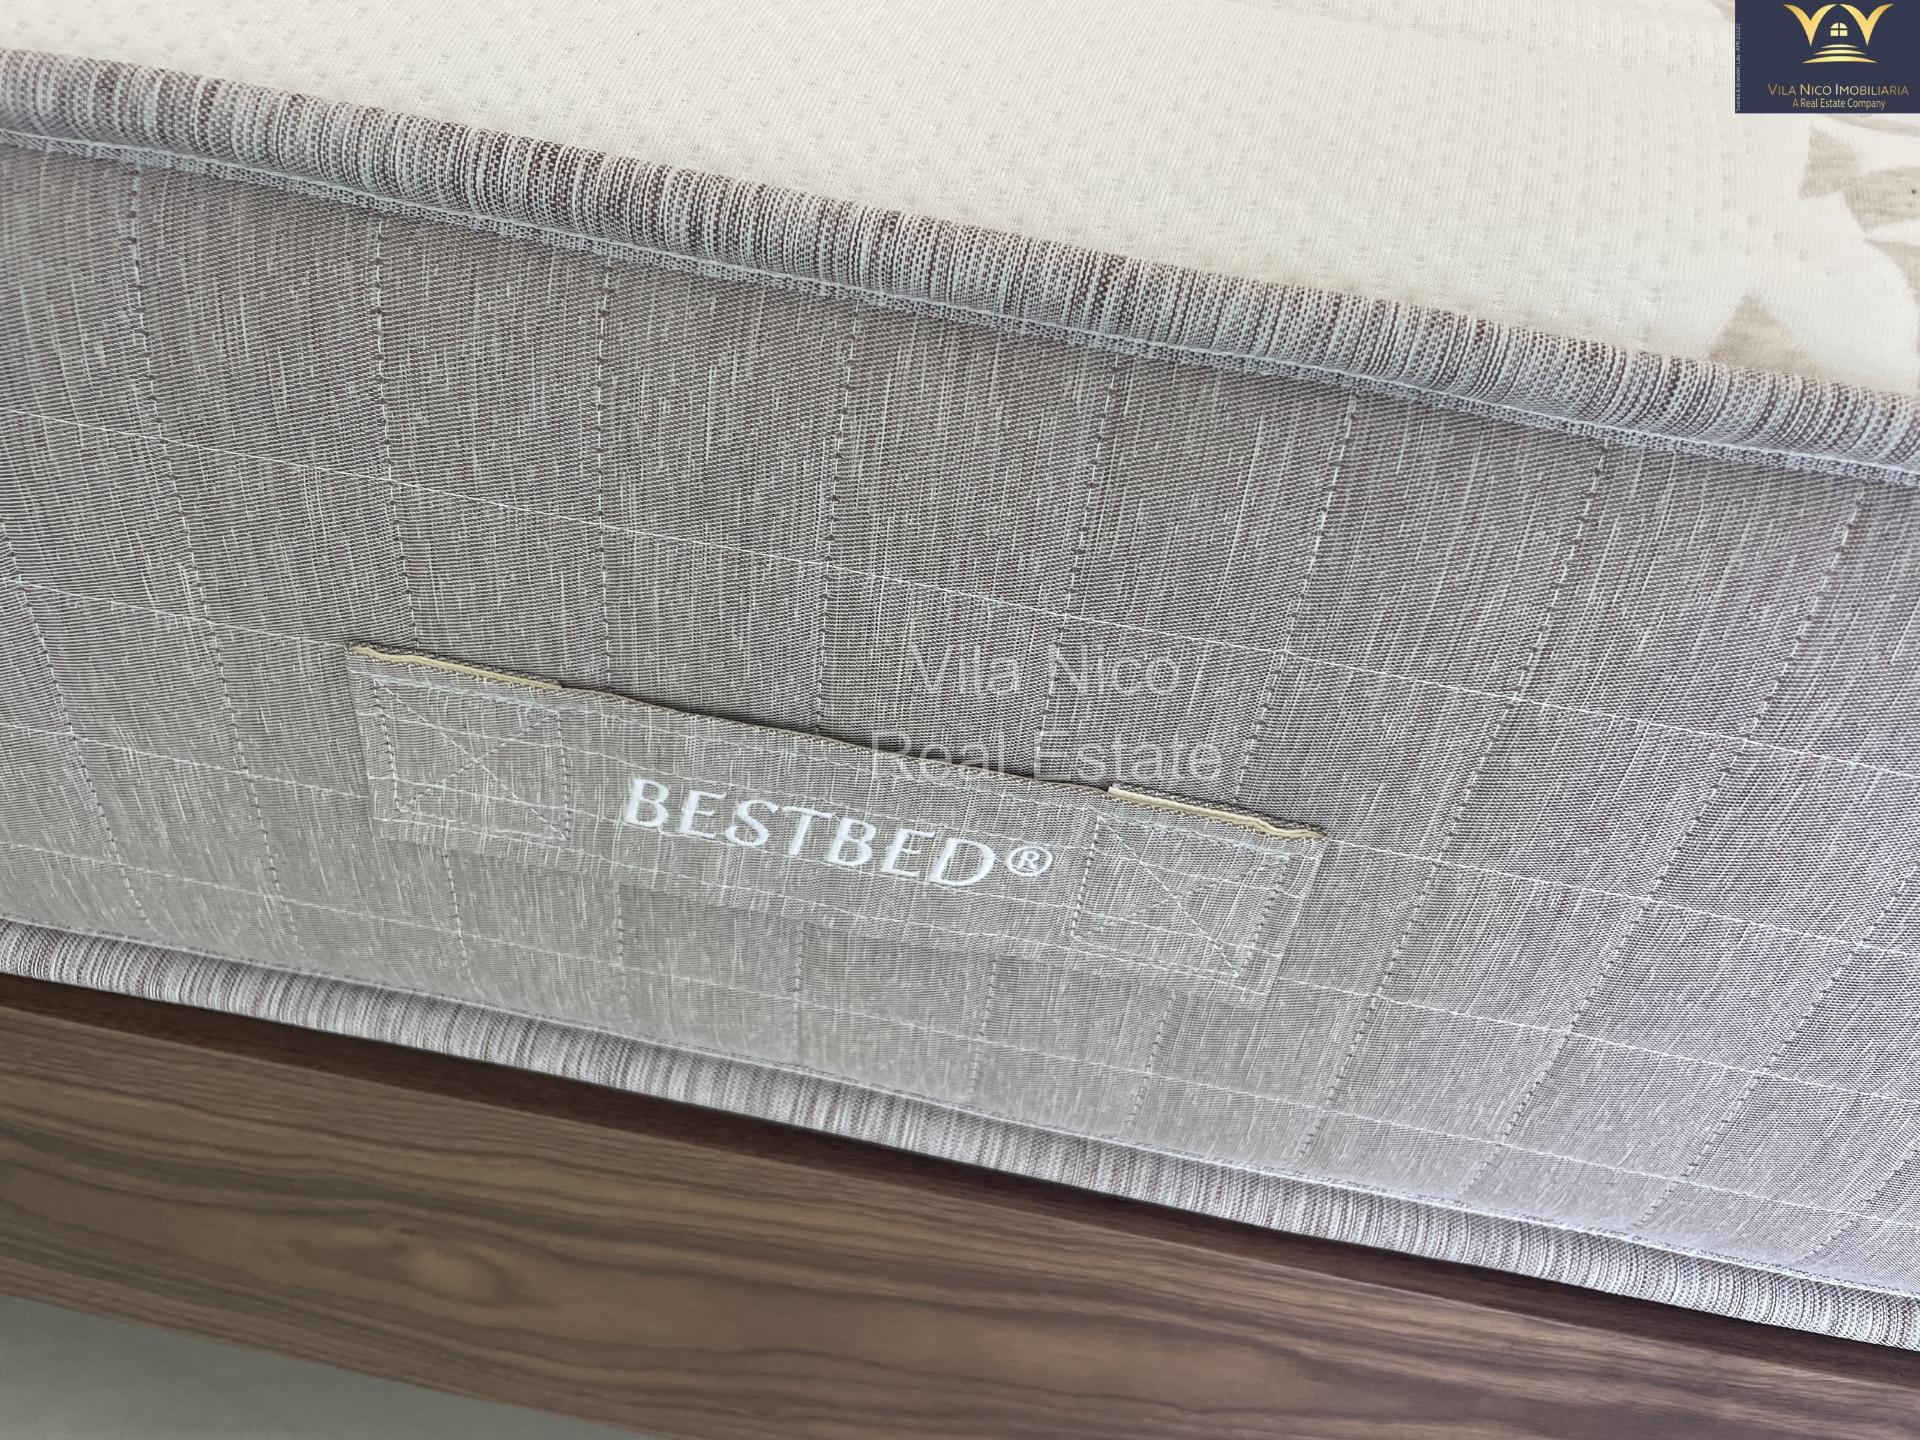 VILA NICO IMOBILIARIA
A Real Estate Company
Vila Nico
Real Estate
BESTBED®